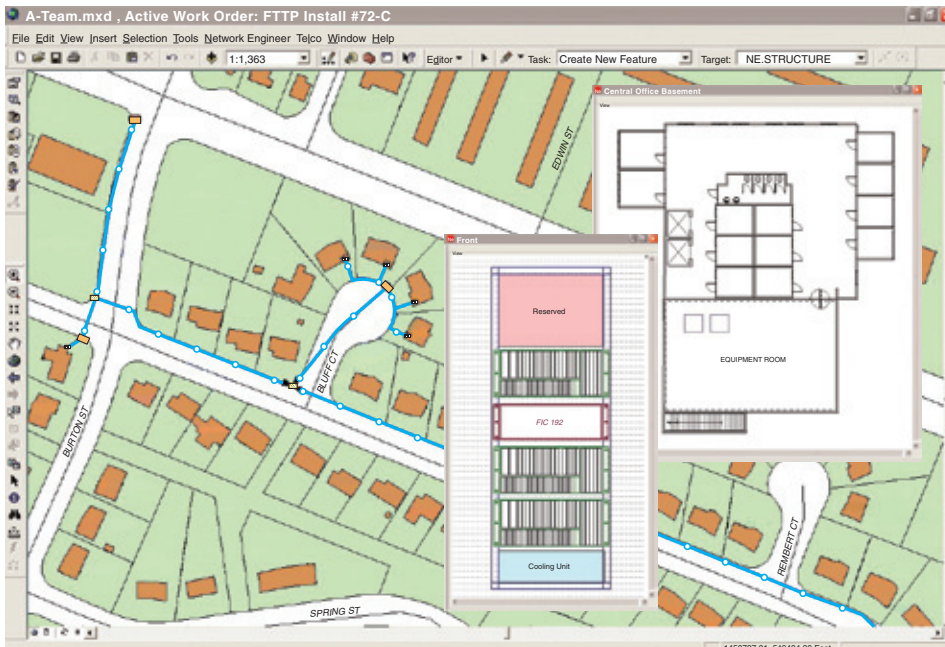 A-Team.mxd , Active Work Order: FTTP Install #72-C
File Edit View Insert Selection Tools Network Engineer Telco Window Help
1:1,363 Editor Task: Create New Feature Target: NE.STRUCTURE
Central Office Basement
View
EDWIN ST
Front
View
Reserved
EQUIPMENT ROOM
BLUFF CT
FIC 192
BURTON ST
REMBERT CT
Cooling Unit
SPRING ST